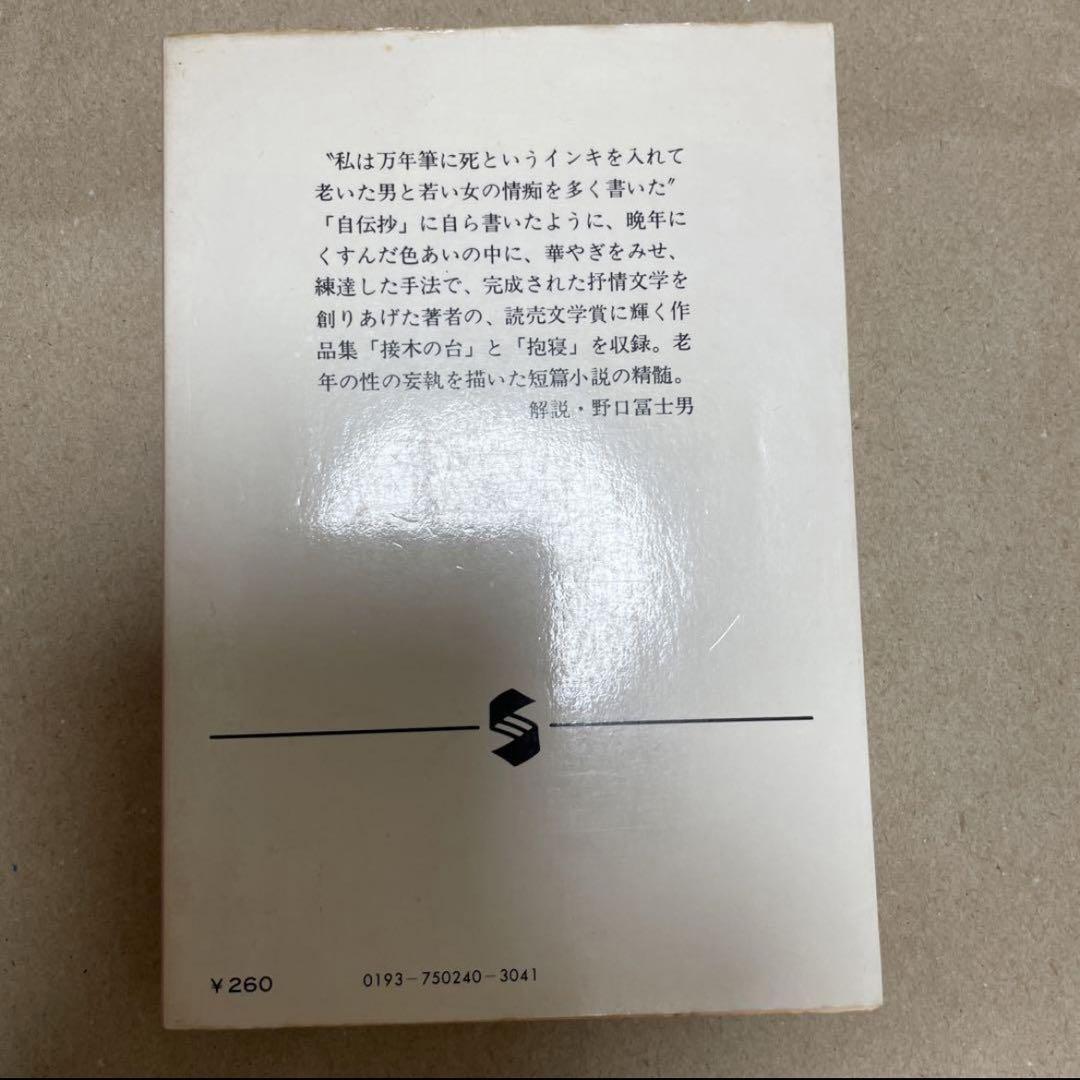 〝私は万年筆に死というインキを入れて
老いた男と若い女の情痴を多く書いた〟
「自伝抄」に自ら書いたように、晩年に
くすんだ色あいの中に、華やぎをみせ、
練達した手法で、完成された抒情文学を
創りあげた著者の、読売文学賞に輝く作
品集「接木の台」と「抱寝」を収録。老
年の性の妄執を描いた短篇小説の精髄。
解説・野口冨士男
¥260
0193-750240-3041